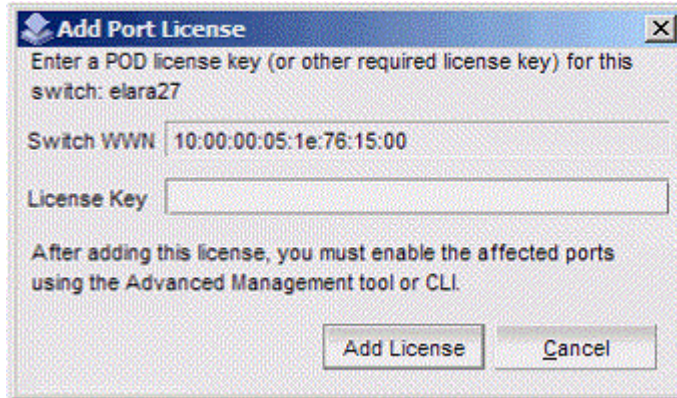 Add Port License
Enter a POD license key (or other required license key) for this
switch: elara27
Switch WWN 10:00:00:05:1e:76:15:00
License Key
After adding this license, you must enable the affected ports
using the Advanced Management tool or CLI.
Add License Cancel